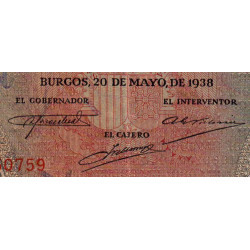 BURGOS, 20 DE MAYO, DE 1938
EL GOBERNADOR
EL INTERVENTOR
EL CAJERO
0759